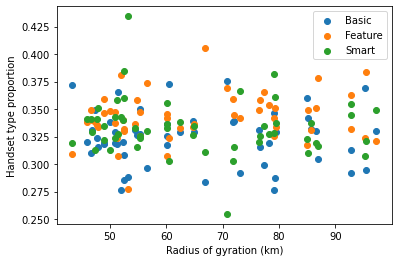 Basic
Feature
Smart
Handset type proportion
0.425
0.400
0.375
0.350
0.325
0.300
0.275
0.250
50
60
70
80
90
Radius of gyration (km)